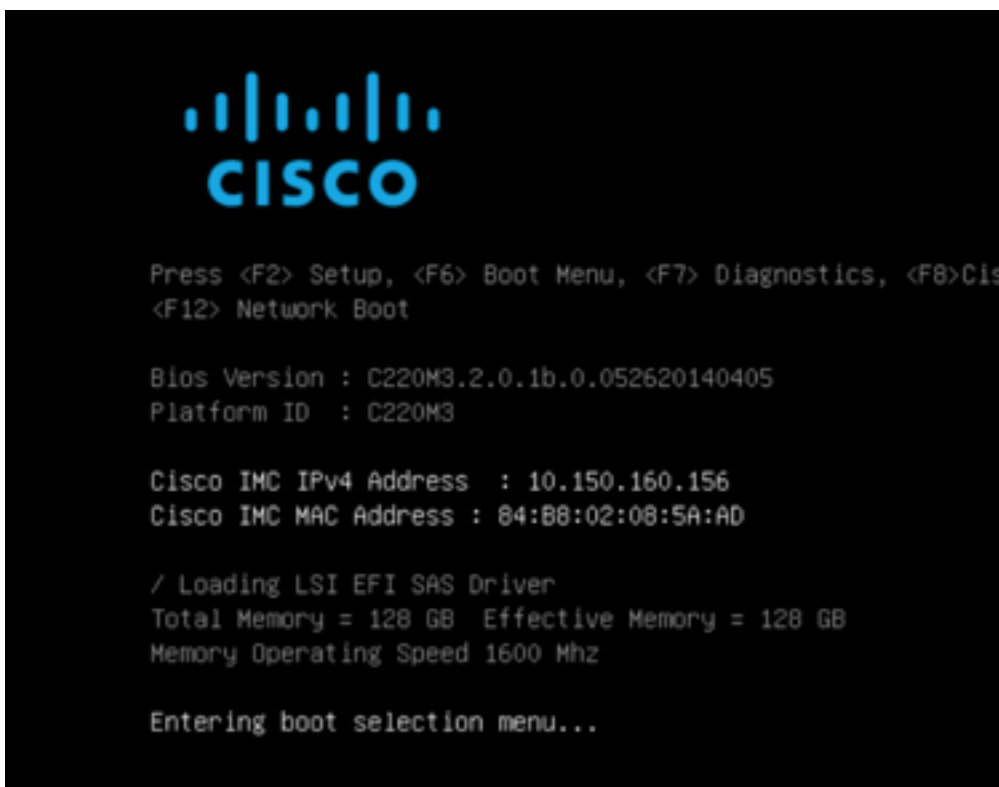 CISCO
Press <F2> Setup, <F6> Boot Menu, <F7> Diagnostics, <F8>Cis
<F12> Network Boot
Bios Version : C220M3.2.0.1b.0.052620140405
Platform ID : C220M3
Cisco IMC IPv4 Address : 10.150.160.156
Cisco IMC MAC Address : 84:B8:02:08:5A:AD
/ Loading LSI EFI SAS Driver
Total Memory = 128 GB Effective Memory = 128 GB
Memory Operating Speed 1600 Mhz
Entering boot selection menu...